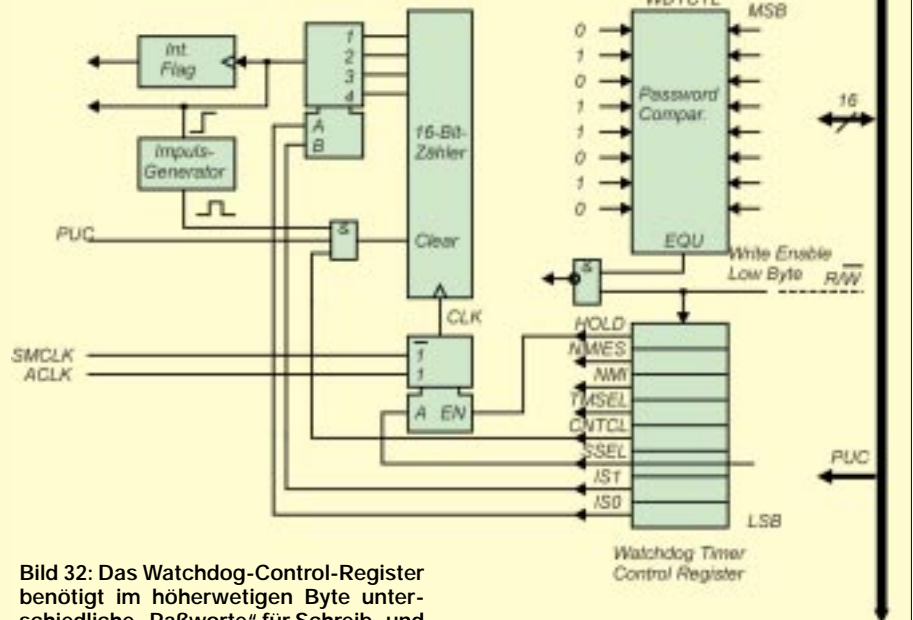 WDTCTL
MSB
0
1
0
1
1
0
1
0
Password
Compar.
EQU
16
Int.
Flag
1
2
3
4
A
B
16-Bit-
Zähler
Impuls-
Generator
PUC
&
Clear
CLK
&
Write Enable
Low Byte
R/W
SMCLK
ACLK
1
1
A EN
HOLD
NMIES
NMI
TMSEL
CNTCL
SSEL
IS1
IS0
PUC
LSB
Watchdog Timer
Control Register
Bild 32: Das Watchdog-Control-Register
benötigt im höherwetigen Byte unter-
schiedliche „Paßworte“ für Schreib- und